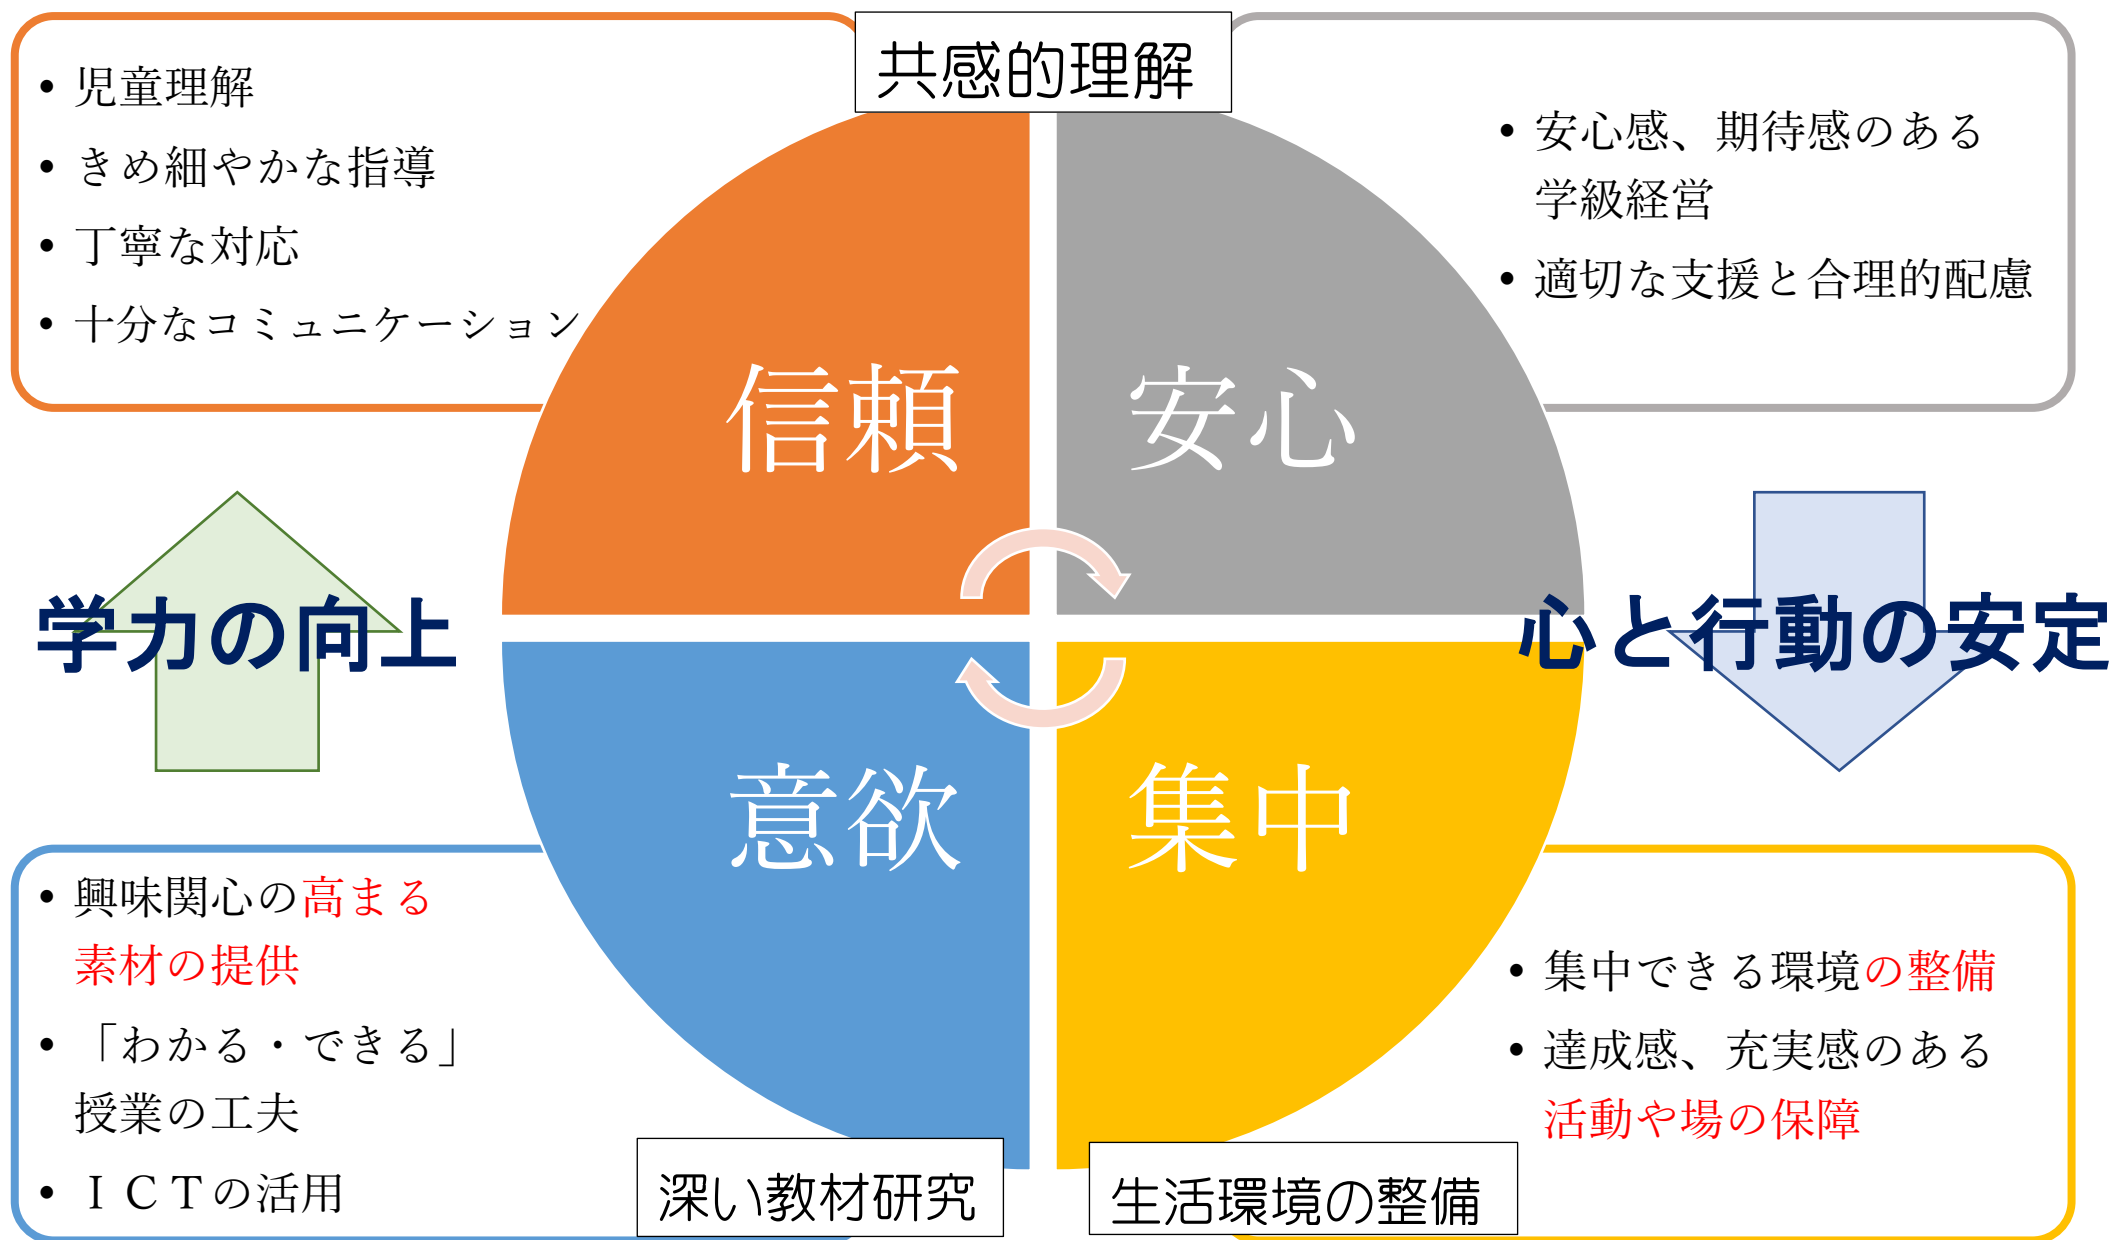 共感的理解
• 児童理解
• きめ細やかな指導
• 丁寧な対応
• 十分なコミュニケーション
• 安心感、期待感のある
学級経営
• 適切な支援と合理的配慮
信頼
安心
学力の向上
心と行動の安定
意欲
集中
• 興味関心の高まる
素材の提供
• 「わかる・できる」
授業の工夫
• ＩＣＴの活用
• 集中できる環境の整備
• 達成感、充実感のある
活動や場の保障
深い教材研究
生活環境の整備